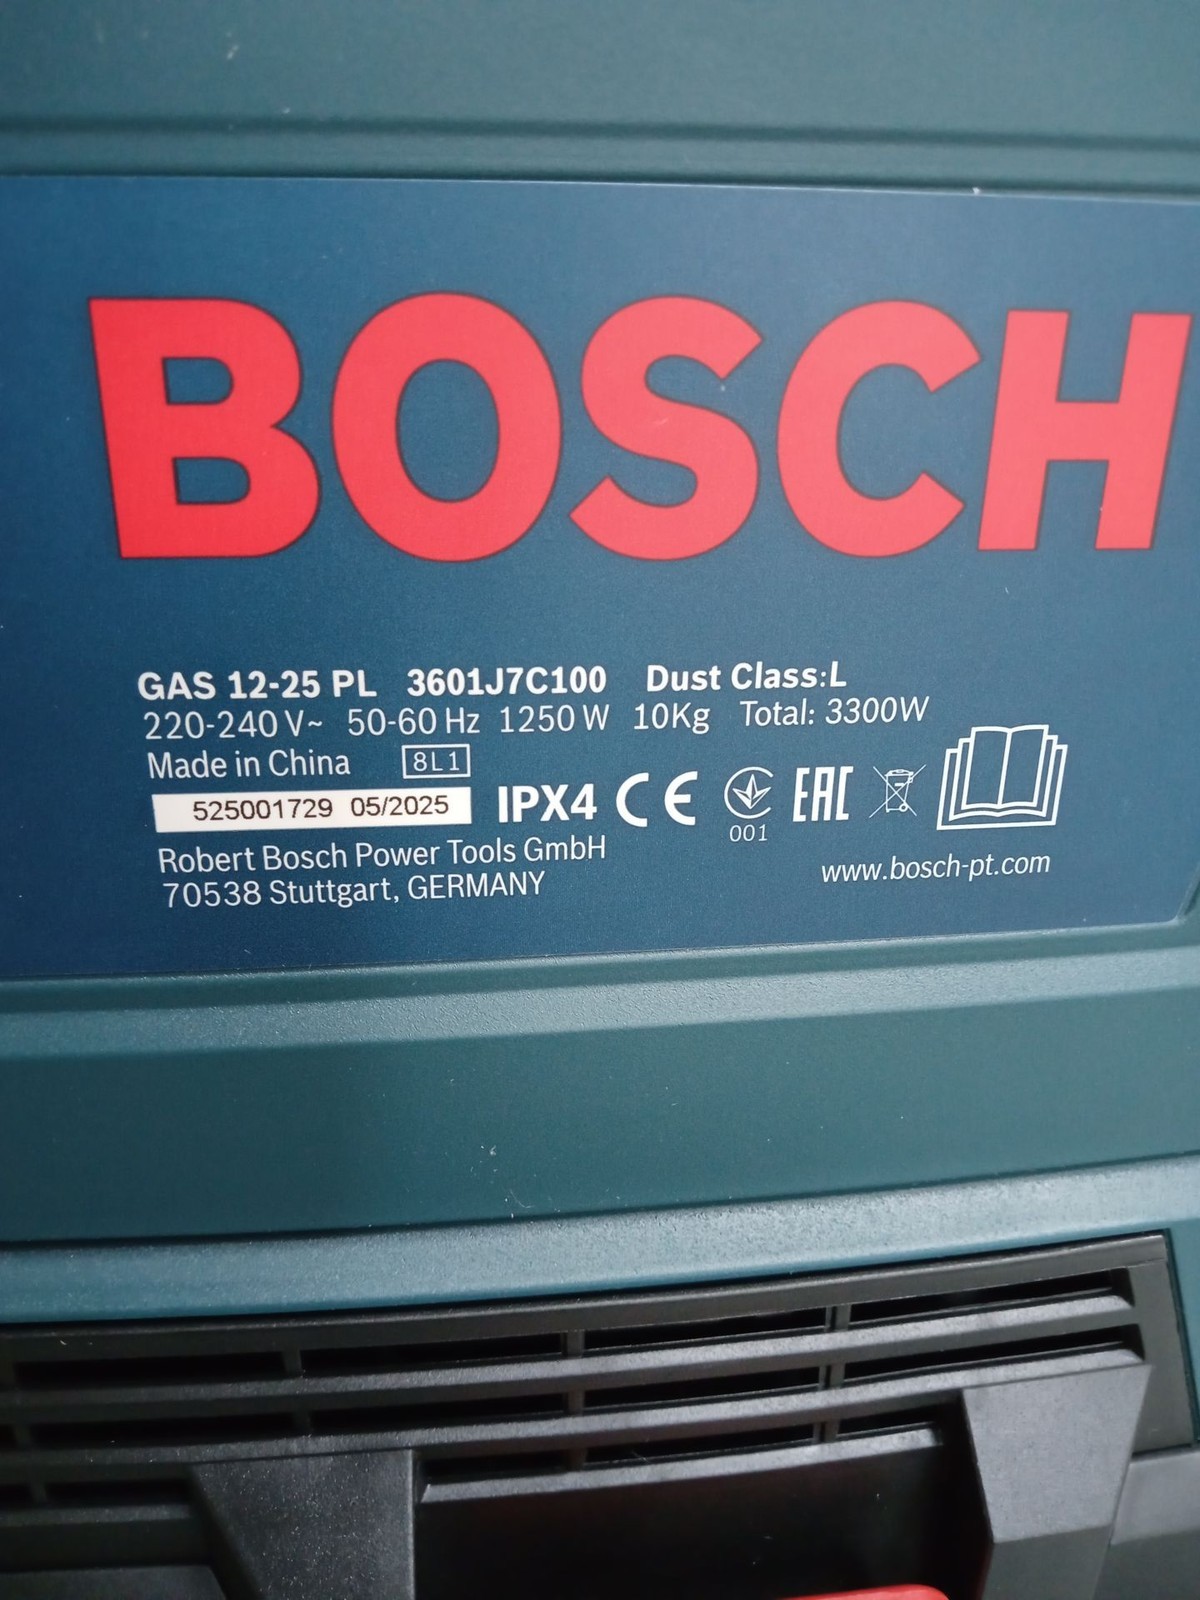 BOSCH
GAS 12-25 PL 3601J7C100 Dust Class:L
220-240 V~ 50-60 Hz 1250 W 10Kg Total: 3300W
Made in China 8L1
525001729 05/2025 IPX4 CE 001 EAC
Robert Bosch Power Tools GmbH
70538 Stuttgart, GERMANY
www.bosch-pt.com